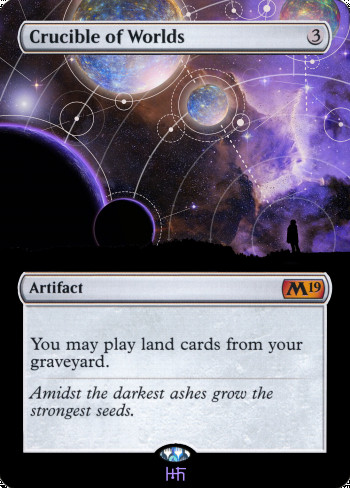 Crucible of Worlds 3
Artifact M19
You may play land cards from your
graveyard.
Amidst the darkest ashes grow the
strongest seeds.